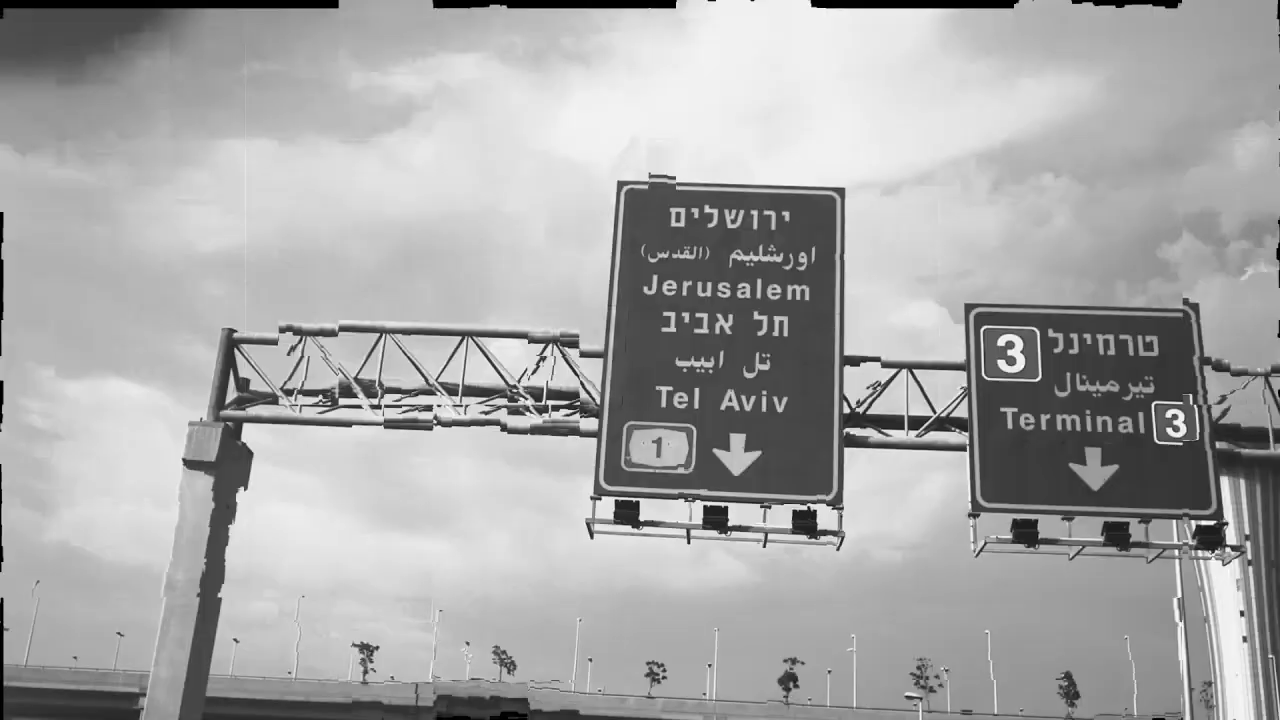 ירושלים
اورشليم (القدس)
Jerusalem
תל אביב
تل ابيب
Tel Aviv
1
3 טרמינל
تيرمينال
Terminal 3